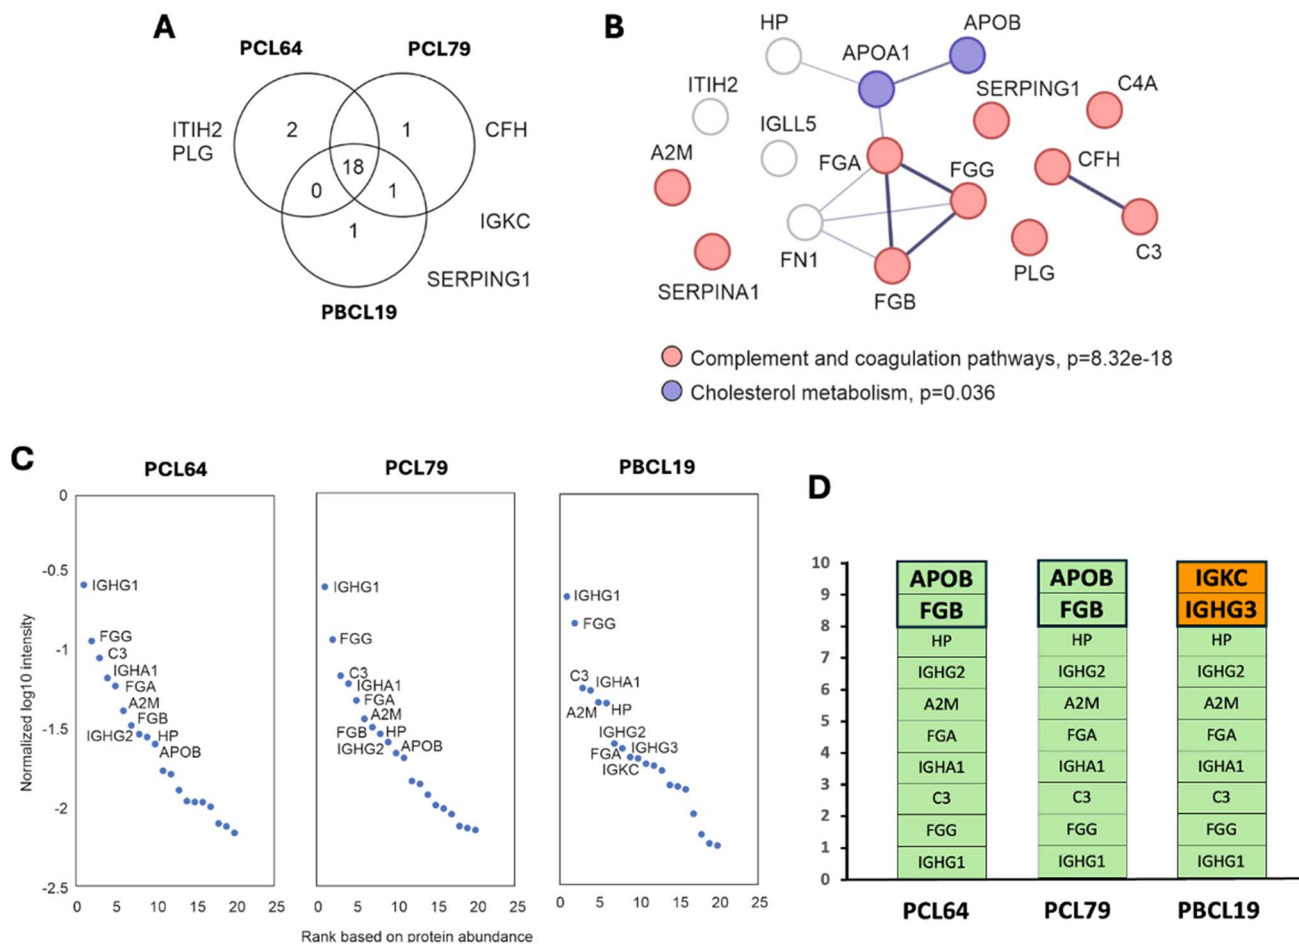 A
PCL64
PCL79
ITIH2
PLG
2
1
CFH
18
0
1
1
IGKC
SERPING1
PBCL19
B
HP
APOB
APOA1
ITIH2
SERPING1
C4A
IGLL5
A2M
FGA
FGG
CFH
FN1
PLG
C3
SERPINA1
FGB
Complement and coagulation pathways, p=8.32e-18
Cholesterol metabolism, p=0.036
C
PCL64
PCL79
PBCL19
Normalized log10 intensity
0
-0.5
-1
-1.5
-2
-2.5
IGHG1
FGG
C3
IGHA1
FGA
A2M
FGB
IGHG2
HP
APOB
0 5 10 15 20 25
IGHG1
FGG
C3
IGHA1
FGA
A2M
FGB
HP
IGHG2
APOB
0 5 10 15 20 25
IGHG1
FGG
C3
IGHA1
A2M
HP
IGHG2
FGA
IGHG3
IGKC
0 5 10 15 20 25
Rank based on protein abundance
D
10
9
8
7
6
5
4
3
2
1
0
APOB
FGB
HP
IGHG2
A2M
FGA
IGHA1
C3
FGG
IGHG1
PCL64
APOB
FGB
HP
IGHG2
A2M
FGA
IGHA1
C3
FGG
IGHG1
PCL79
IGKC
IGHG3
HP
IGHG2
A2M
FGA
IGHA1
C3
FGG
IGHG1
PBCL19